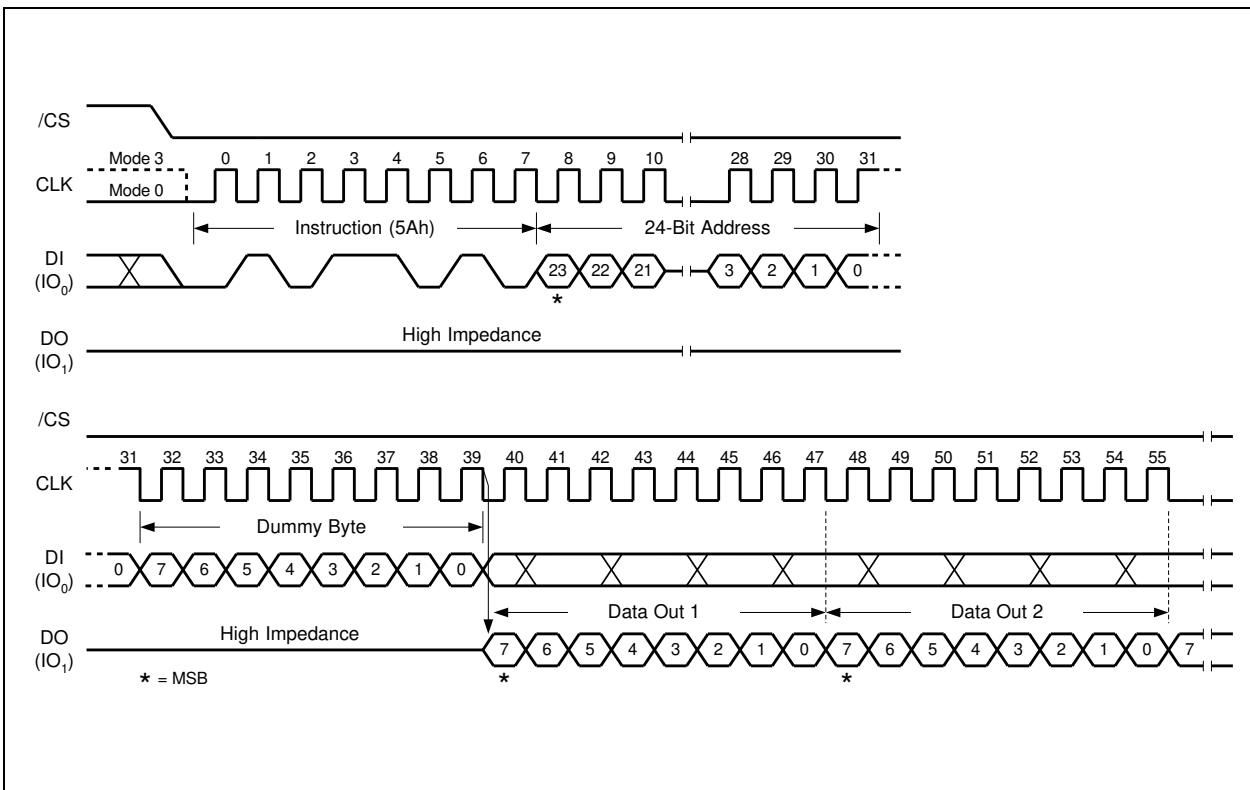 /CS
Mode 3 0 1 2 3 4 5 6 7 8 9 10 28 29 30 31
CLK
Mode 0
Instruction (5Ah) 24-Bit Address
DI
(IO0) 23 22 21 3 2 1 0
*
High Impedance
DO
(IO1)
/CS
31 32 33 34 35 36 37 38 39 40 41 42 43 44 45 46 47 48 49 50 51 52 53 54 55
CLK
Dummy Byte
DI
(IO0) 0 7 6 5 4 3 2 1 0
Data Out 1 Data Out 2
High Impedance
DO
(IO1) 7 6 5 4 3 2 1 0 7 6 5 4 3 2 1 0 7
* = MSB * *